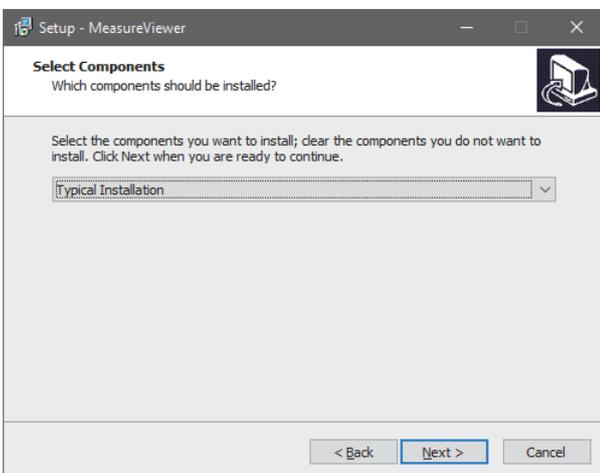 Setup - MeasureViewer
Select Components
Which components should be installed?
Select the components you want to install; clear the components you do not want to
install. Click Next when you are ready to continue.
Typical Installation
< Back
Next >
Cancel